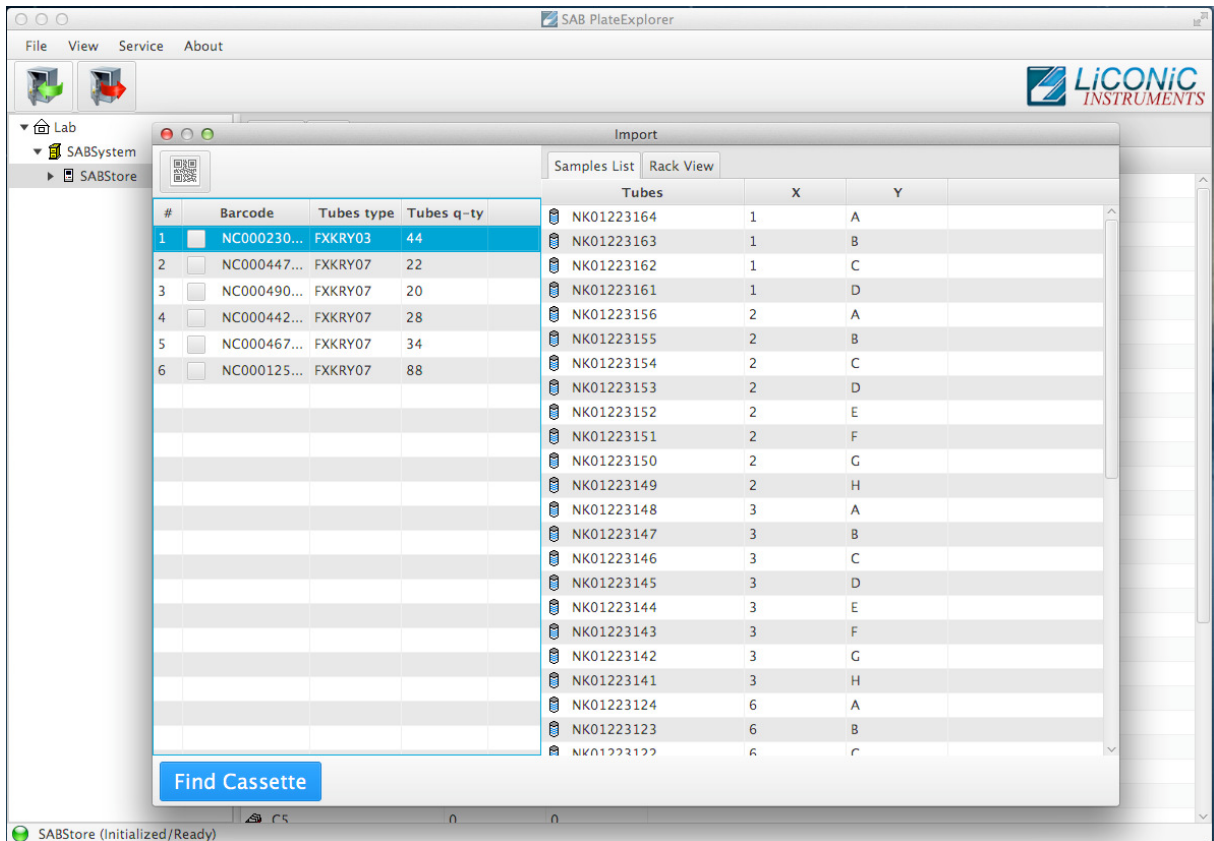 SAB PlateExplorer
File View Service About
LiCONiC
INSTRUMENTS
Lab
SABSystem
SABStore
Import
Samples List Rack View
# Barcode Tubes type Tubes q-ty
1 NC000230... FXKRY03 44
2 NC000447... FXKRY07 22
3 NC000490... FXKRY07 20
4 NC000442... FXKRY07 28
5 NC000467... FXKRY07 34
6 NC000125... FXKRY07 88
Tubes X Y
NK01223164 1 A
NK01223163 1 B
NK01223162 1 C
NK01223161 1 D
NK01223156 2 A
NK01223155 2 B
NK01223154 2 C
NK01223153 2 D
NK01223152 2 E
NK01223151 2 F
NK01223150 2 G
NK01223149 2 H
NK01223148 3 A
NK01223147 3 B
NK01223146 3 C
NK01223145 3 D
NK01223144 3 E
NK01223143 3 F
NK01223142 3 G
NK01223141 3 H
NK01223124 6 A
NK01223123 6 B
NK01223122 6 C
Find Cassette
C5 0 0
SABStore (Initialized/Ready)